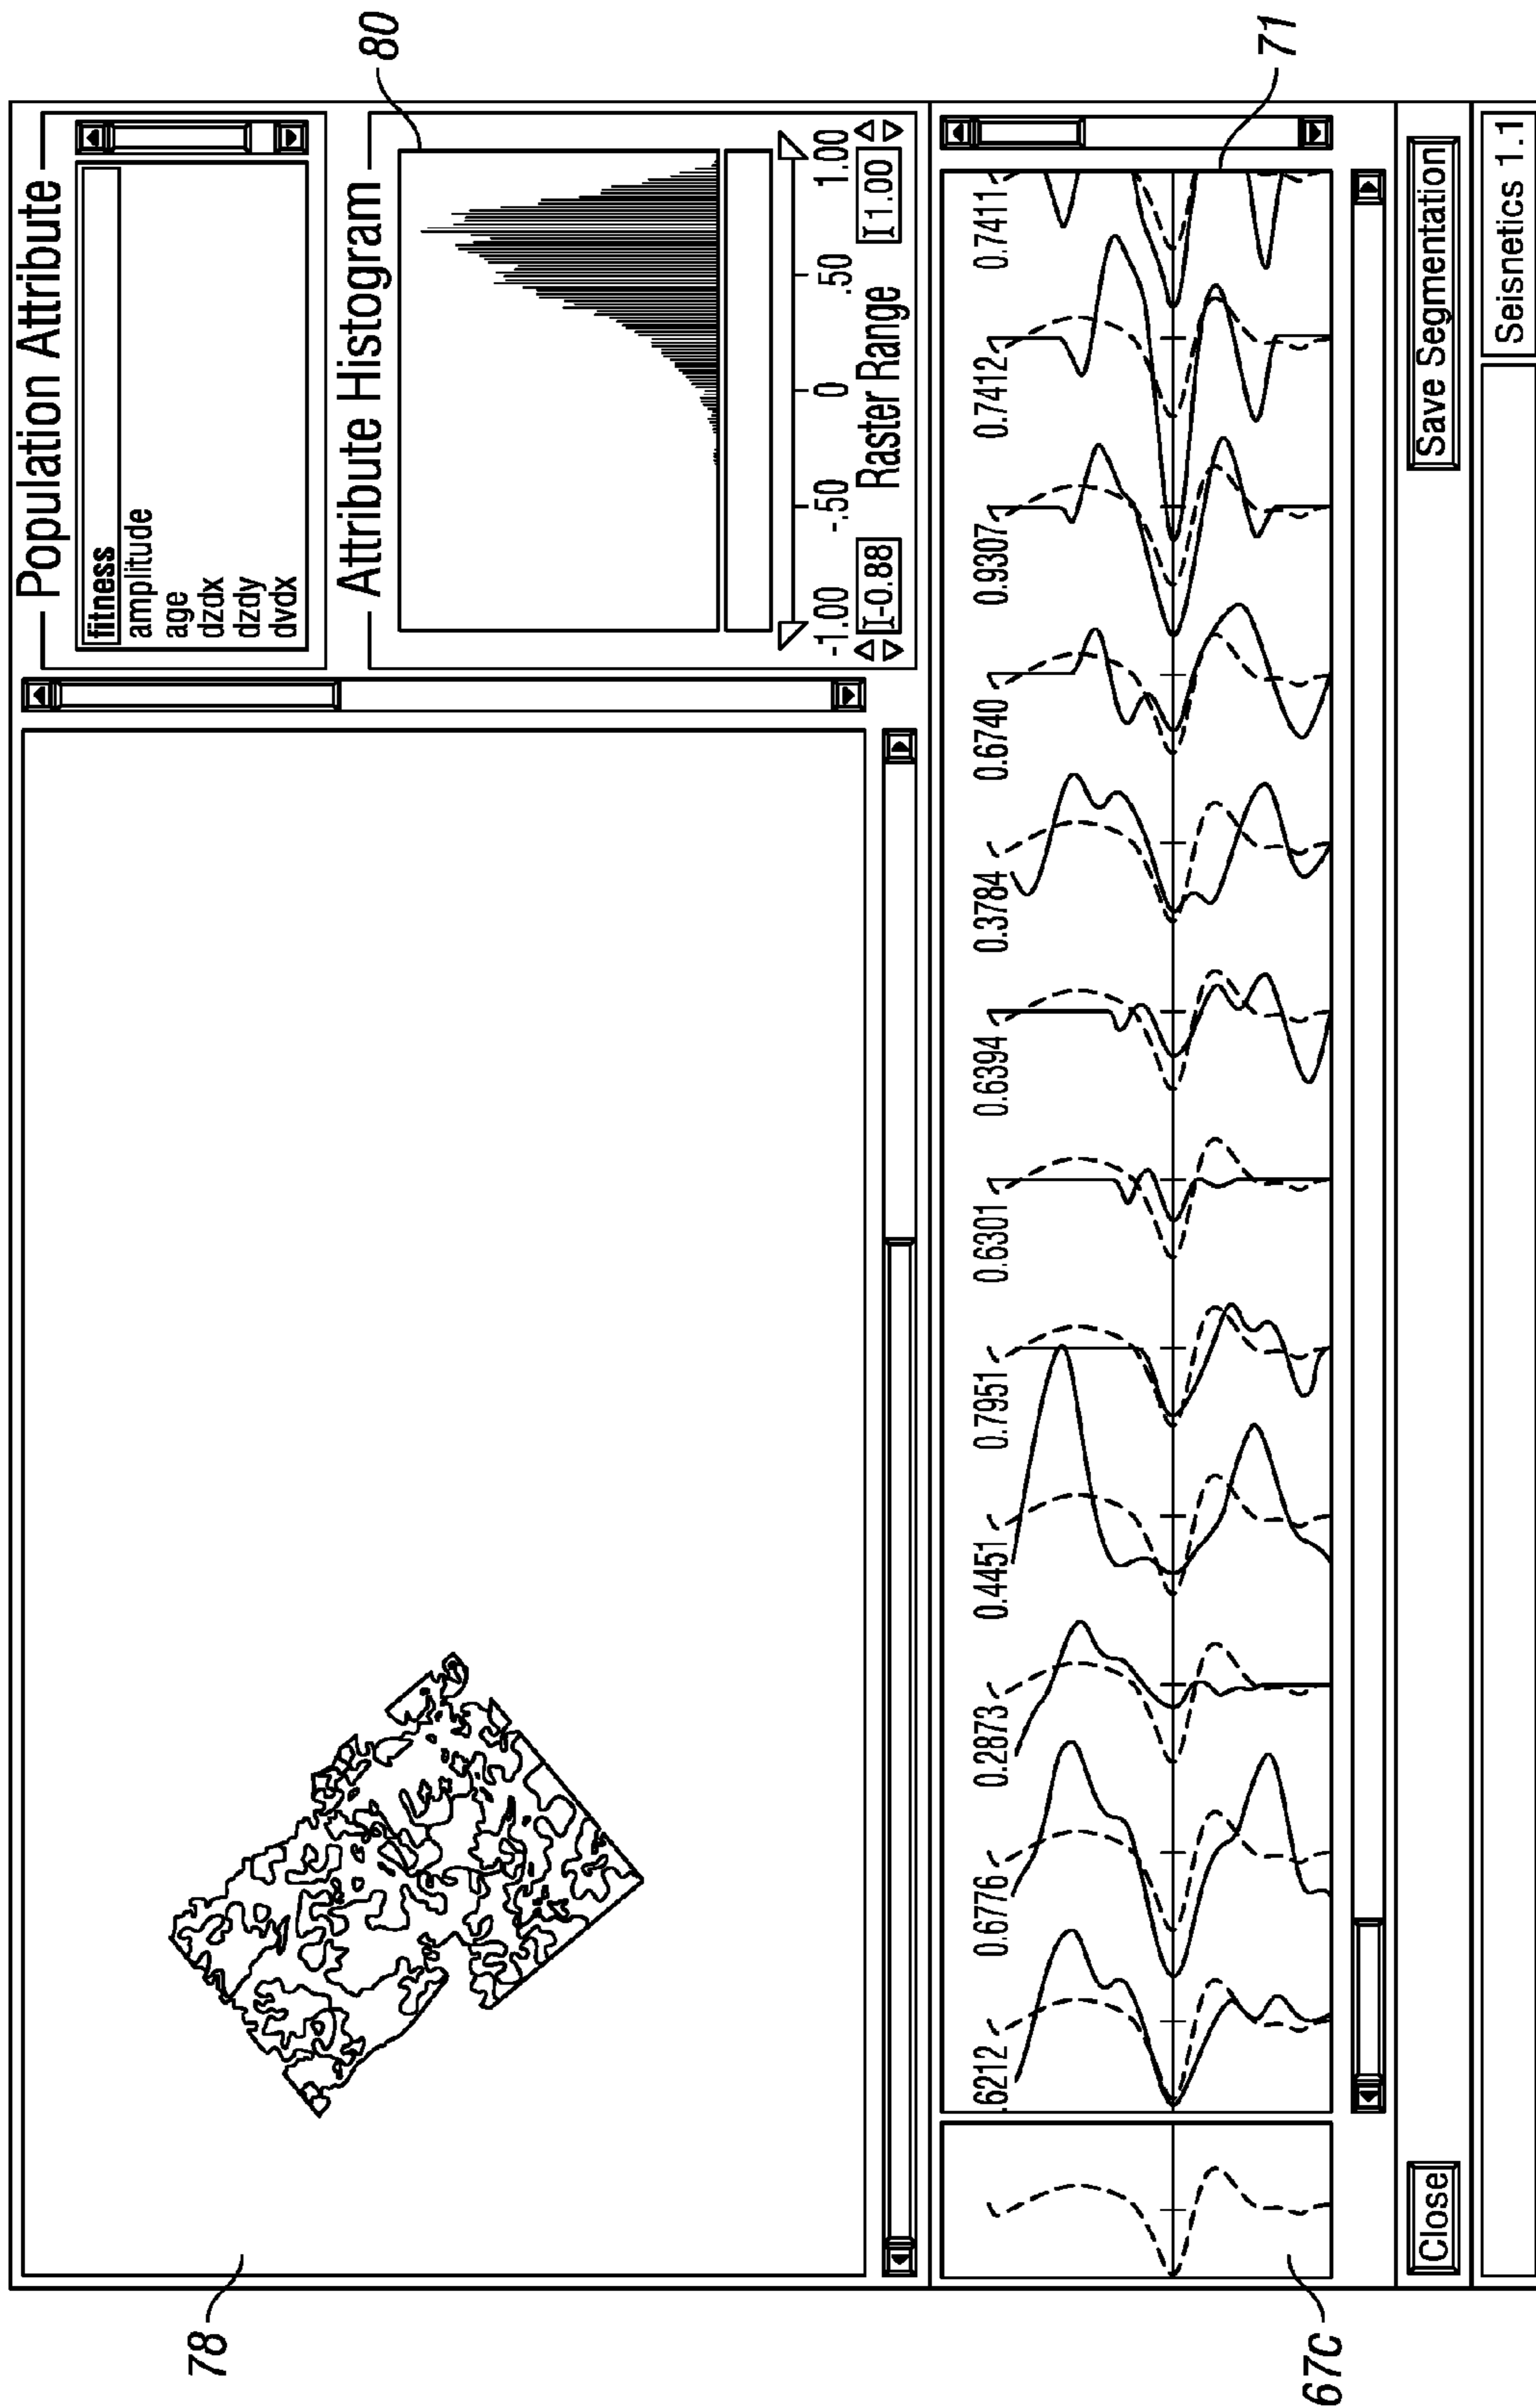 78
Population Attribute
fitness
amplitude
age
dzdx
dzdy
dvdx
80
Attribute Histogram
-1.00 -.50 0 .50 1.00
-0.88 Raster Range 1.00
67c
.6212 0.6776 0.2873 0.4451 0.7951 0.6301 0.6394 0.3784 0.6740 0.9307 0.7412 0.7411
71
Close Save Segmentation
Seisnetics 1.1